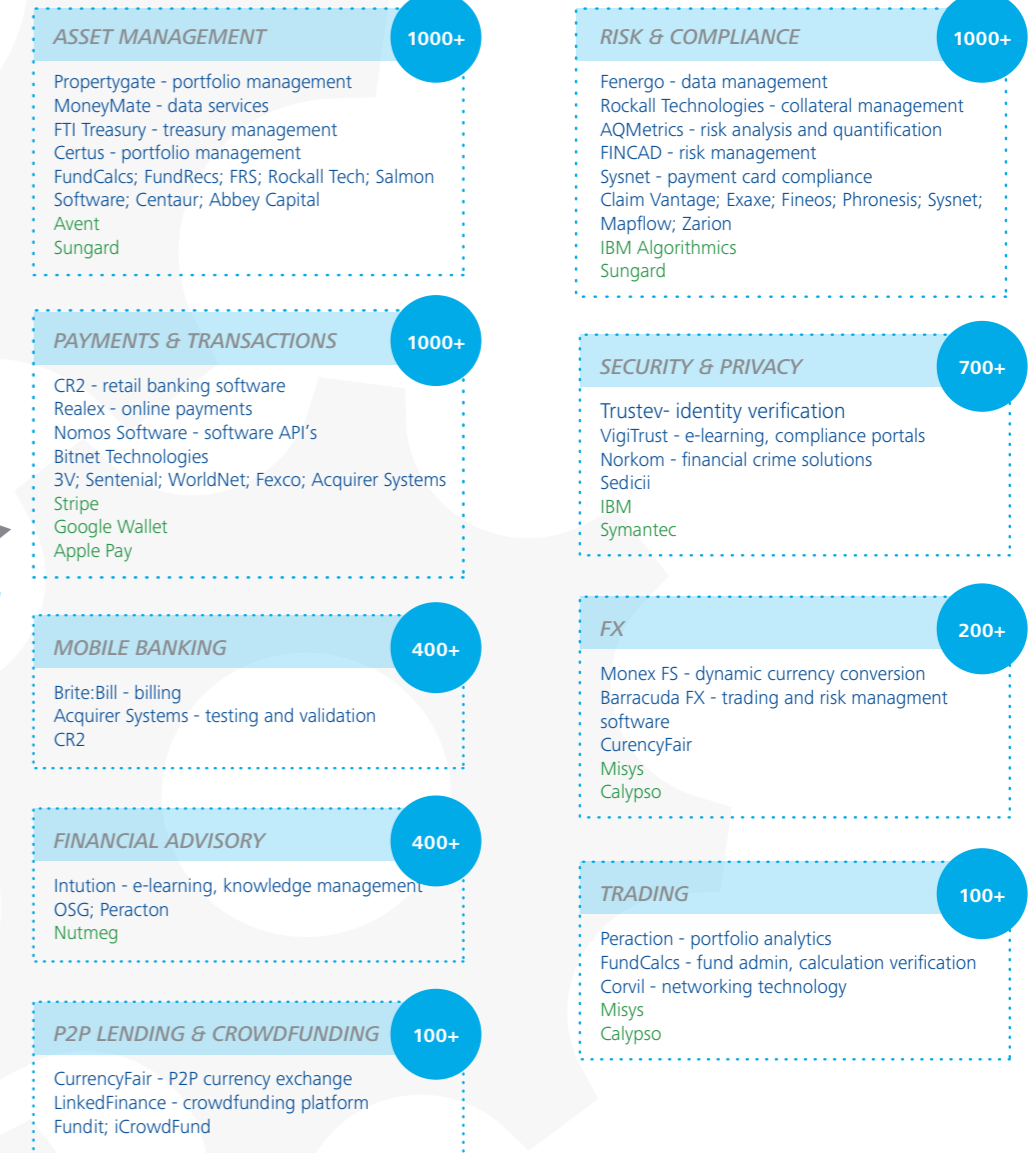 ASSET MANAGEMENT
1000+
Propertygate - portfolio management
MoneyMate - data services
FTI Treasury - treasury management
Certus - portfolio management
FundCalcs; FundRecs; FRS; Rockall Tech; Salmon
Software; Centaur; Abbey Capital
Avent
Sungard
PAYMENTS & TRANSACTIONS
1000+
CR2 - retail banking software
Realex - online payments
Nomos Software - software API's
Bitnet Technologies
3V; Sentenial; WorldNet; Fexco; Acquirer Systems
Stripe
Google Wallet
Apple Pay
MOBILE BANKING
400+
Brite:Bill - billing
Acquirer Systems - testing and validation
CR2
FINANCIAL ADVISORY
400+
Intution - e-learning, knowledge management
OSG; Peracton
Nutmeg
P2P LENDING & CROWDFUNDING
100+
CurrencyFair - P2P currency exchange
LinkedFinance - crowdfunding platform
Fundit; iCrowdFund
RISK & COMPLIANCE
1000+
Fenergo - data management
Rockall Technologies - collateral management
AQMetrics - risk analysis and quantification
FINCAD - risk management
Sysnet - payment card compliance
Claim Vantage; Exaxe; Fineos; Phronesis; Sysnet;
Mapflow; Zarion
IBM Algorithmics
Sungard
SECURITY & PRIVACY
700+
Trustev- identity verification
VigiTrust - e-learning, compliance portals
Norkom - financial crime solutions
Sedicii
IBM
Symantec
FX
200+
Monex FS - dynamic currency conversion
Barracuda FX - trading and risk managment
software
CurencyFair
Misys
Calypso
TRADING
100+
Peraction - portfolio analytics
FundCalcs - fund admin, calculation verification
Corvil - networking technology
Misys
Calypso